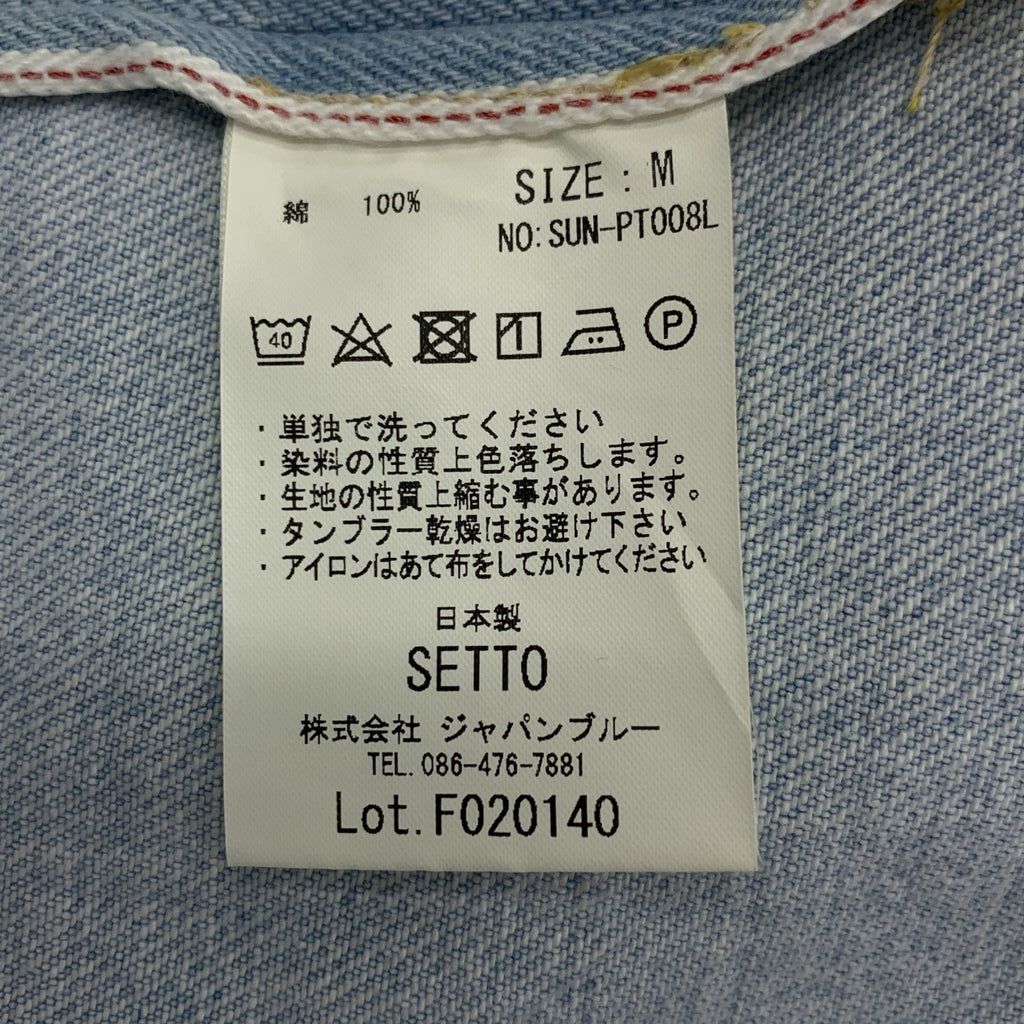 綿 100%
SIZE : M
NO:SUN-PT008L
40
P
・単独で洗ってください
・染料の性質上色落ちします。
・生地の性質上縮む事があります。
・タンブラー乾燥はお避け下さい
・アイロンはあて布をしてかけてください
日本製
SETTO
株式会社 ジャパンブルー
TEL. 086-476-7881
Lot. F020140